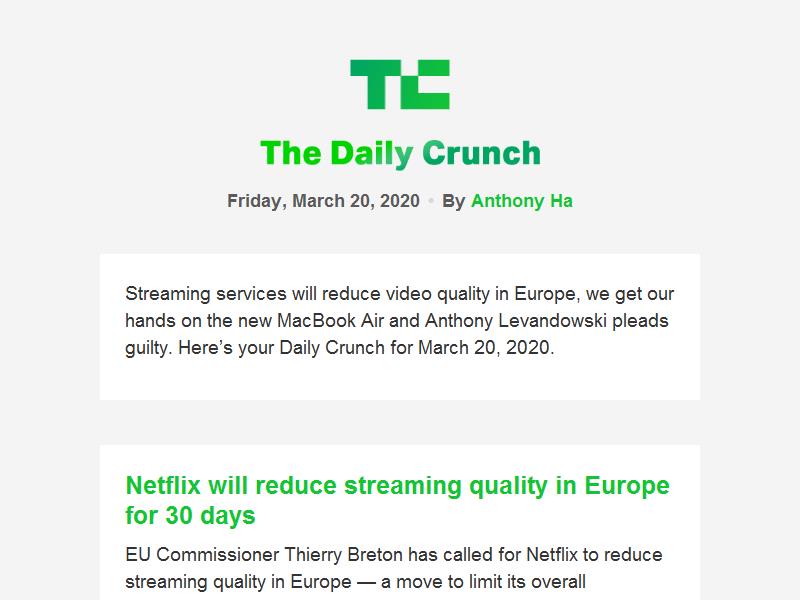 TC
The Daily Crunch
Friday, March 20, 2020 • By Anthony Ha
Streaming services will reduce video quality in Europe, we get our
hands on the new MacBook Air and Anthony Levandowski pleads
guilty. Here’s your Daily Crunch for March 20, 2020.
Netflix will reduce streaming quality in Europe
for 30 days
EU Commissioner Thierry Breton has called for Netflix to reduce
streaming quality in Europe — a move to limit its overall